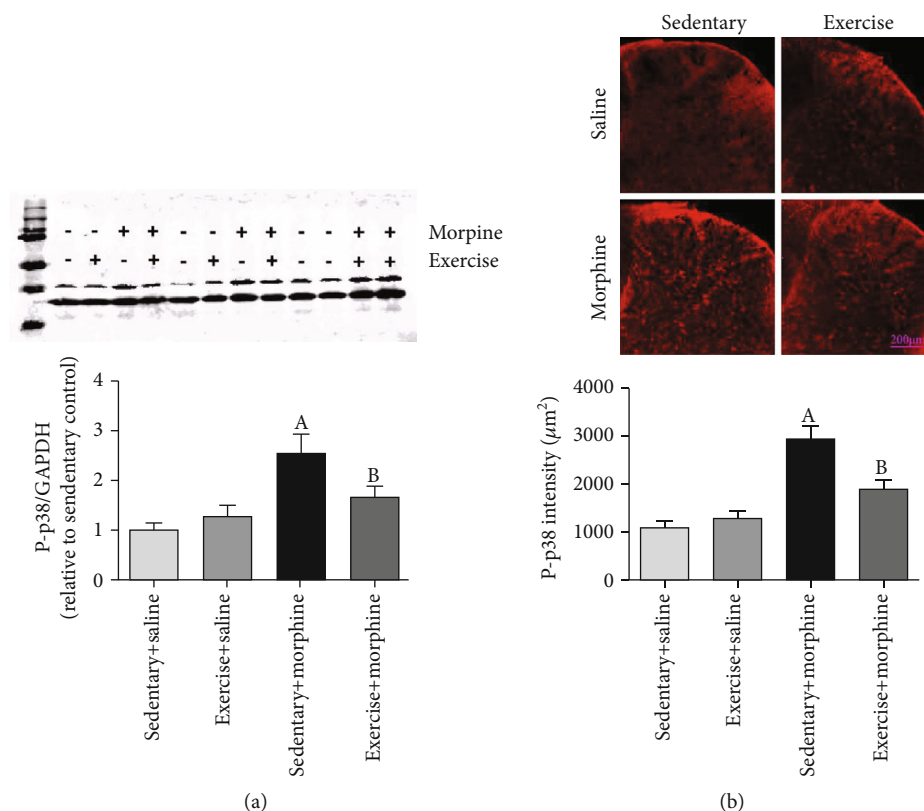 - - + + - - + + - - + + Morpine
- + - + - + - + - - + + Exercise
P-p38/GAPDH
(relative to sendentary control)
4
3
2
1
0
A
B
Sedentary+saline
Exercise+saline
Sedentary+morphine
Exercise+morphine
(a)
Sedentary Exercise
Saline
Morphine
200μm
P-p38 intensity (μm²)
4000
3000
2000
1000
0
A
B
Sedentary+saline
Exercise+saline
Sedentary+morphine
Exercise+morphine
(b)